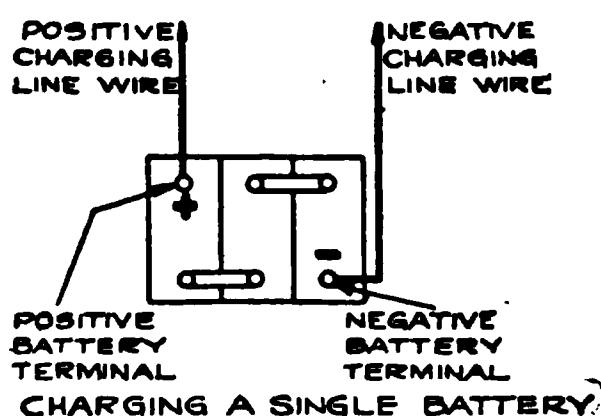 POSITIVE
CHARGING
LINE WIRE
NEGATIVE
CHARGING
LINE WIRE
+
-
POSITIVE
BATTERY
TERMINAL
NEGATIVE
BATTERY
TERMINAL
CHARGING A SINGLE BATTERY.